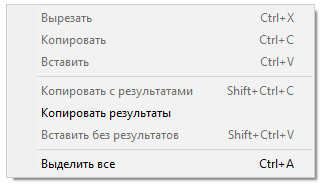 Вырезать Ctrl+X
Копировать Ctrl+C
Вставить Ctrl+V
Копировать с результатами Shift+Ctrl+C
Копировать результаты
Вставить без результатов Shift+Ctrl+V
Выделить все Ctrl+A